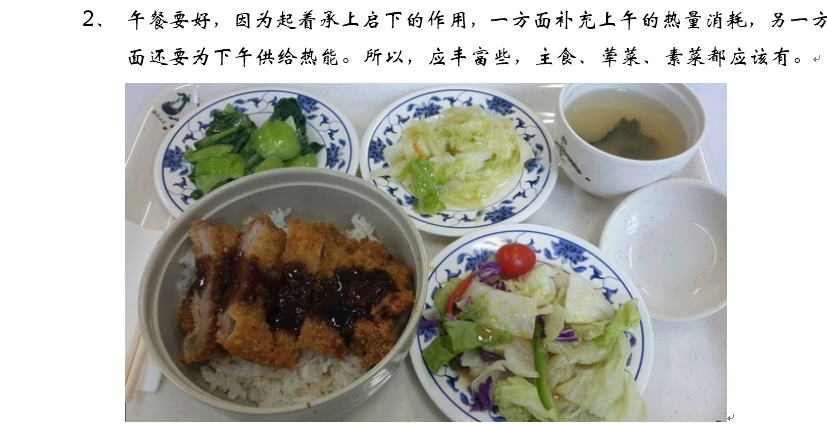 2、 午餐要好，因为起着承上启下的作用，一方面补充上午的热量消耗，另一方
面还要为下午供给热能。所以，应丰富些，主食、荤菜、素菜都应该有。